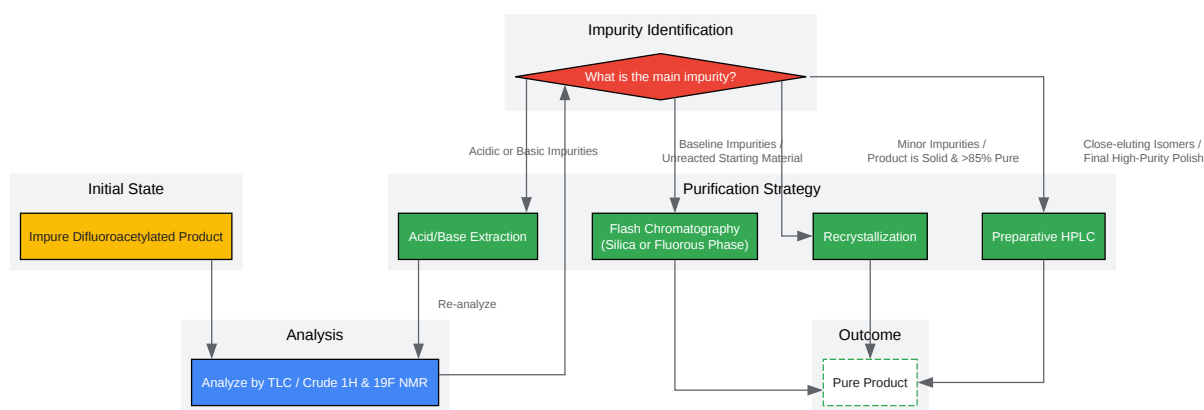 Impurity Identification
What is the main impurity?
Acidic or Basic Impurities
Baseline Impurities /
Unreacted Starting Material
Minor Impurities /
Product is Solid & >85% Pure
Close-eluting Isomers /
Final High-Purity Polish
Initial State
Impure Difluoroacetylated Product
Purification Strategy
Acid/Base Extraction
Flash Chromatography
(Silica or Fluorous Phase)
Recrystallization
Preparative HPLC
Re-analyze
Analysis
Analyze by TLC / Crude 1H & 19F NMR
Outcome
Pure Product